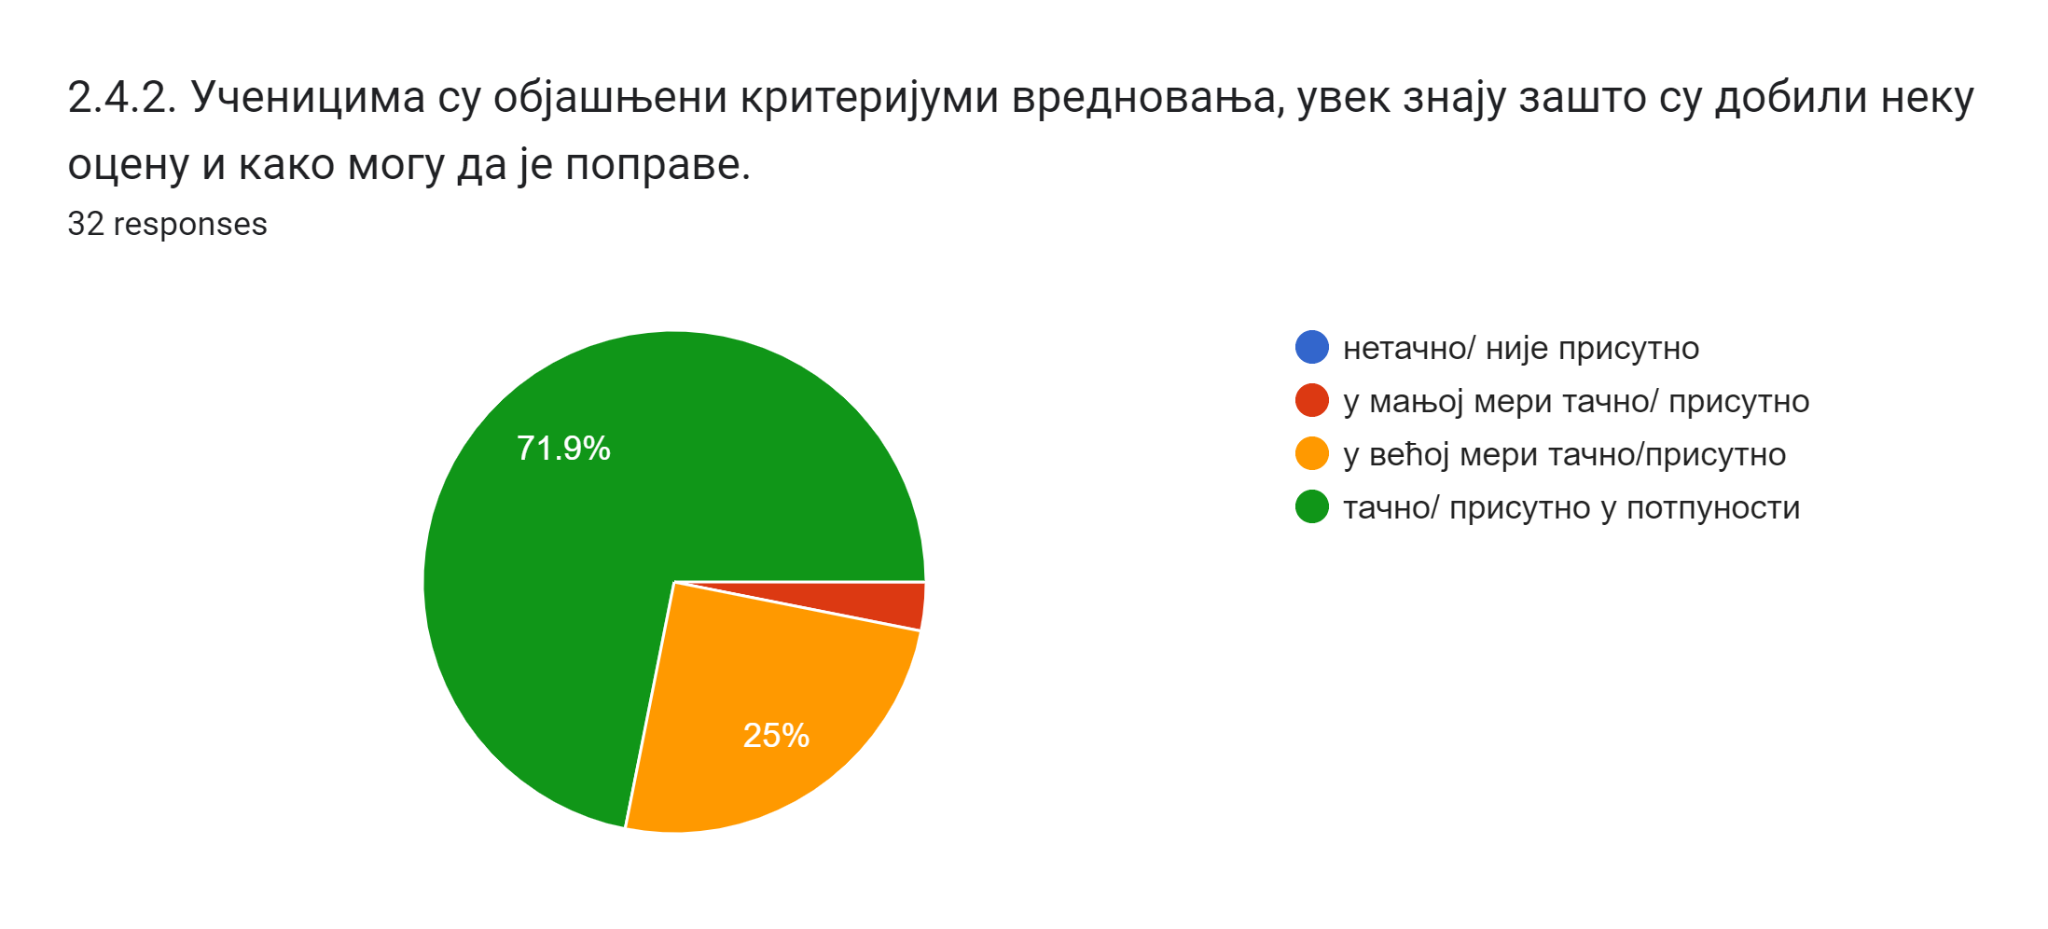 2.4.2. Ученицима су објашњени критеријуми вредновања, увек знају зашто су добили неку
оцену и како могу да је поправе.
32 responses
71.9%
25%
нетачно/ није присутно
у мањој мери тачно/ присутно
у већој мери тачно/присутно
тачно/ присутно у потпуности